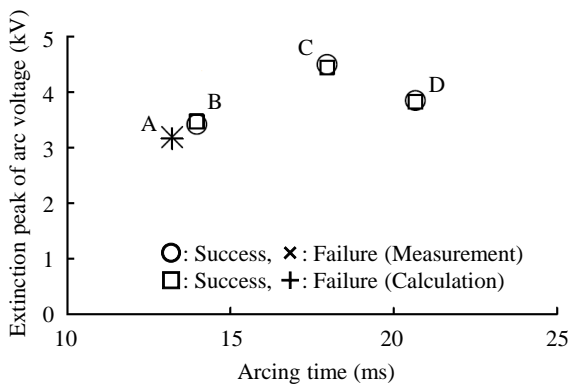 Extinction peak of arc voltage (kV)
5
4
3
2
1
0
A
B
C
D
: Success, : Failure (Measurement)
: Success, : Failure (Calculation)
10 15 20 25
Arcing time (ms)